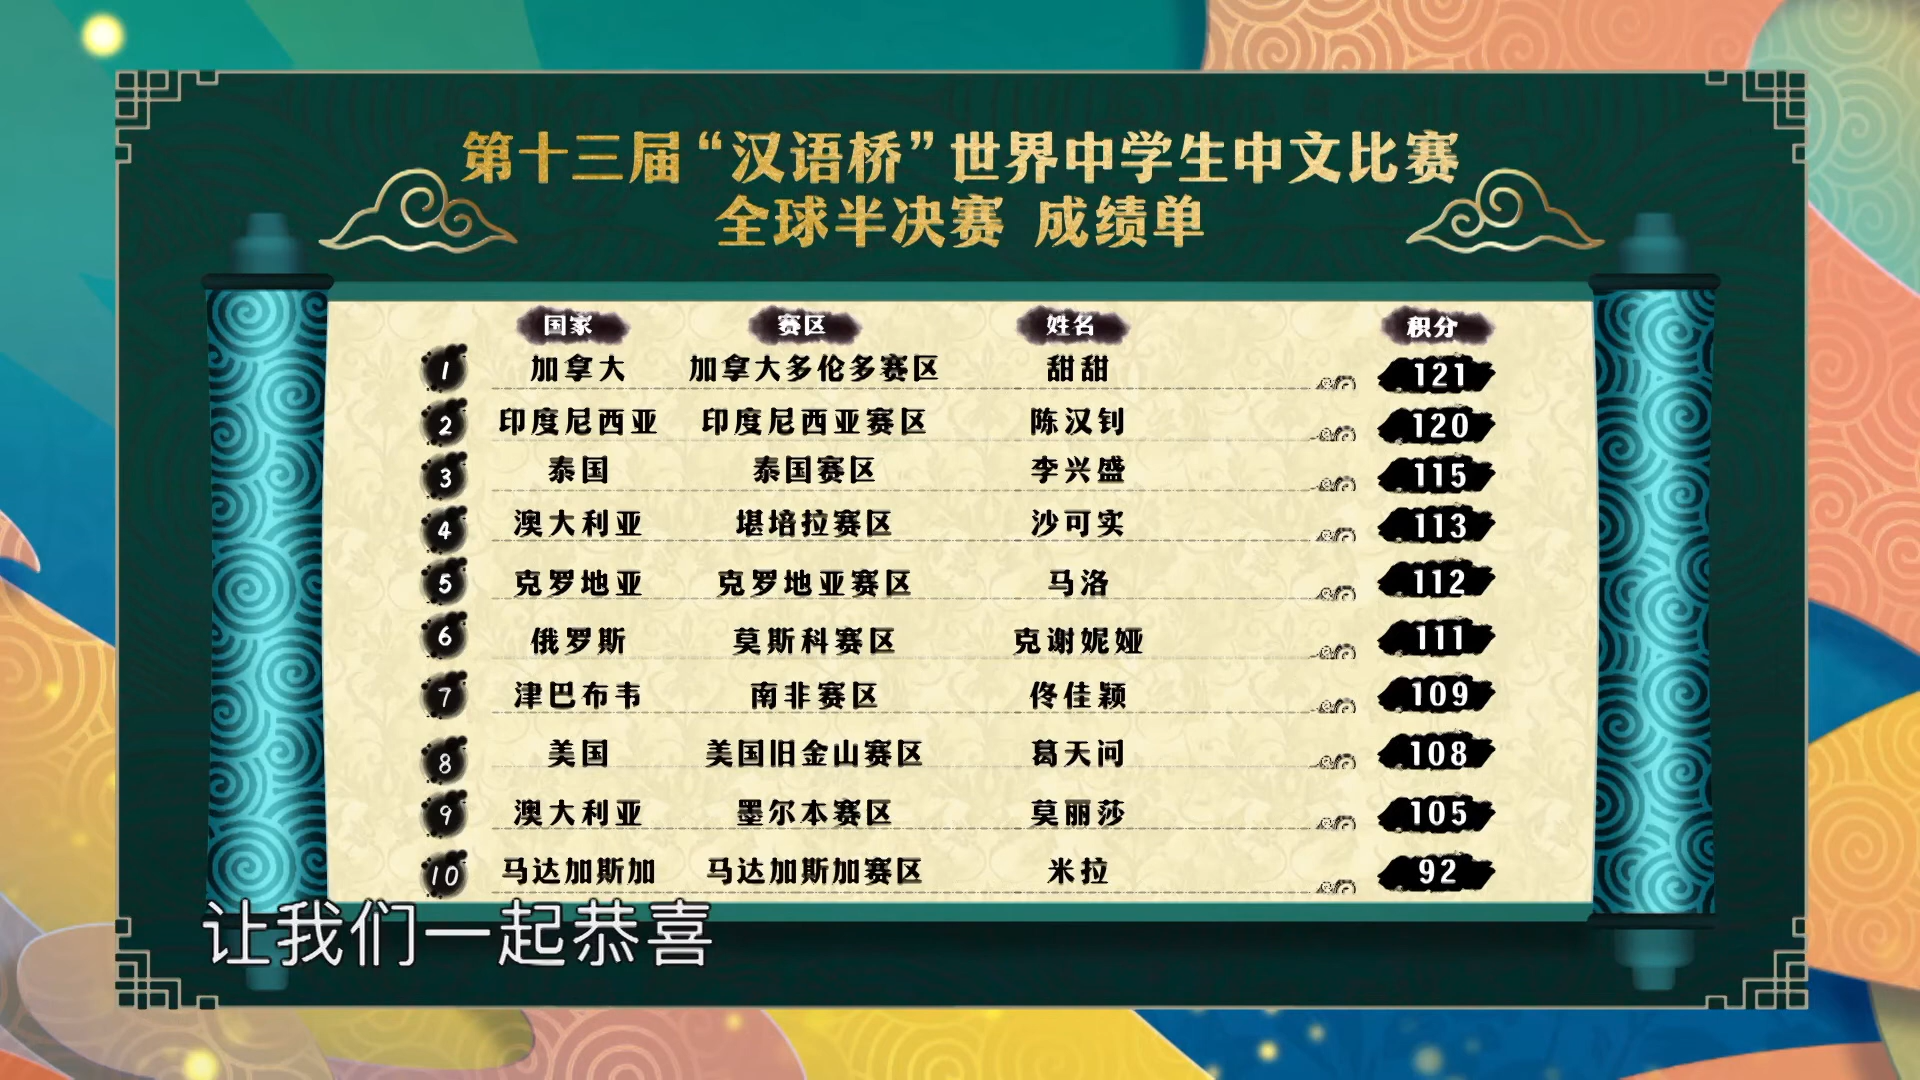 第十三届“汉语桥”世界中学生中文比赛
全球半决赛 成绩单
国家 赛区 姓名 积分
1 加拿大 加拿大多伦多赛区 甜甜 121
2 印度尼西亚 印度尼西亚赛区 陈汉钊 120
3 泰国 泰国赛区 李兴盛 115
4 澳大利亚 堪培拉赛区 沙可实 113
5 克罗地亚 克罗地亚赛区 马洛 112
6 俄罗斯 莫斯科赛区 克谢妮娅 111
7 津巴布韦 南非赛区 佟佳颖 109
8 美国 美国旧金山赛区 葛天问 108
9 澳大利亚 墨尔本赛区 莫丽莎 105
10 马达加斯加 马达加斯加赛区 米拉 92
让我们一起恭喜